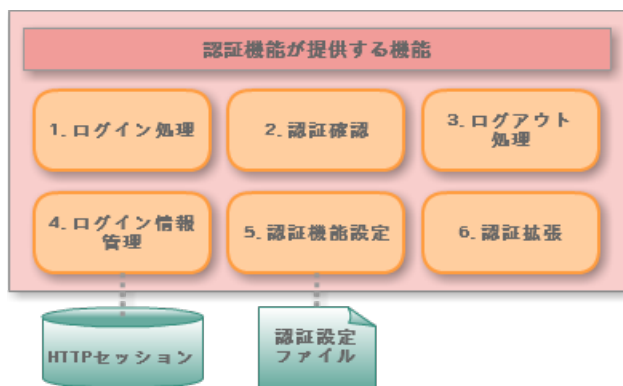 認証機能が提供する機能
1.ログイン処理
2.認証確認
3.ログアウト
処理
4.ログイン情報
管理
5.認証機能設定
6.認証拡張
HTTPセッション
認証設定
ファイル